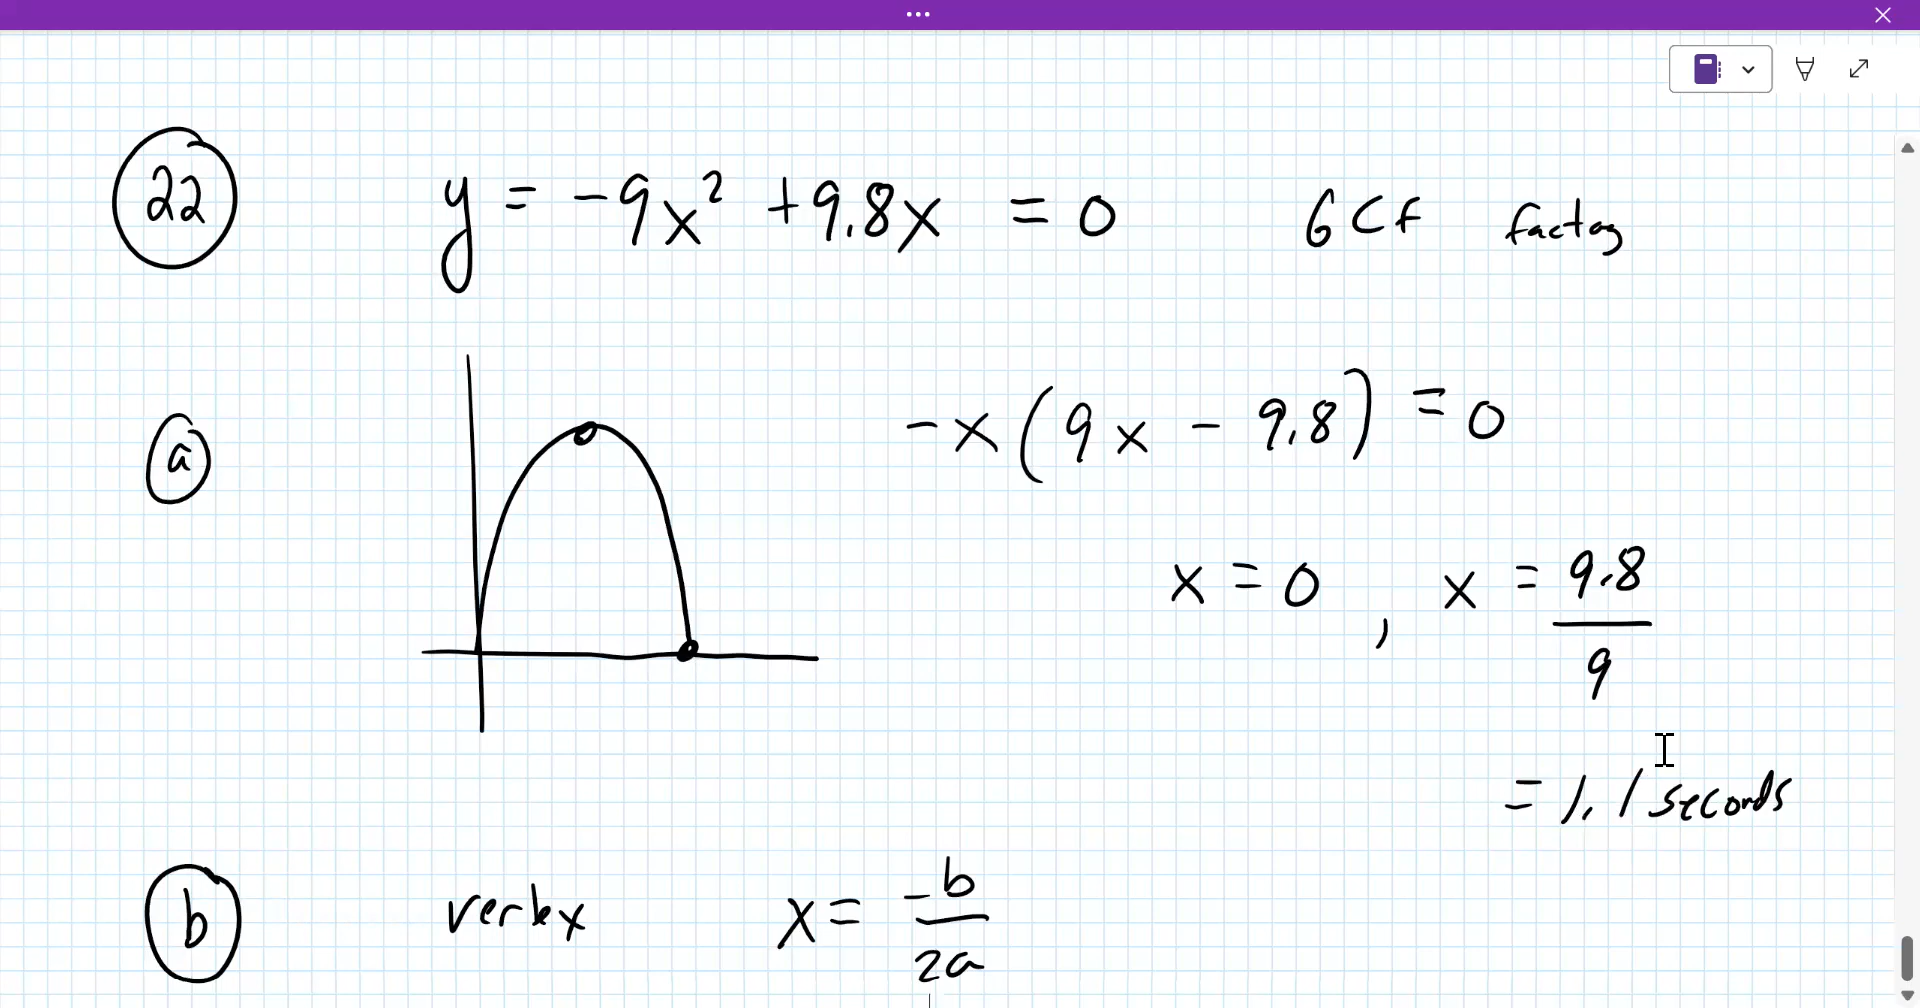 22 y = -9x² + 9.8x = 0 GCF
a -x(9x - 9.8) = 0
x = 0, x = 9.8/9
= 1.1 seconds
b vertex x = -b/2a